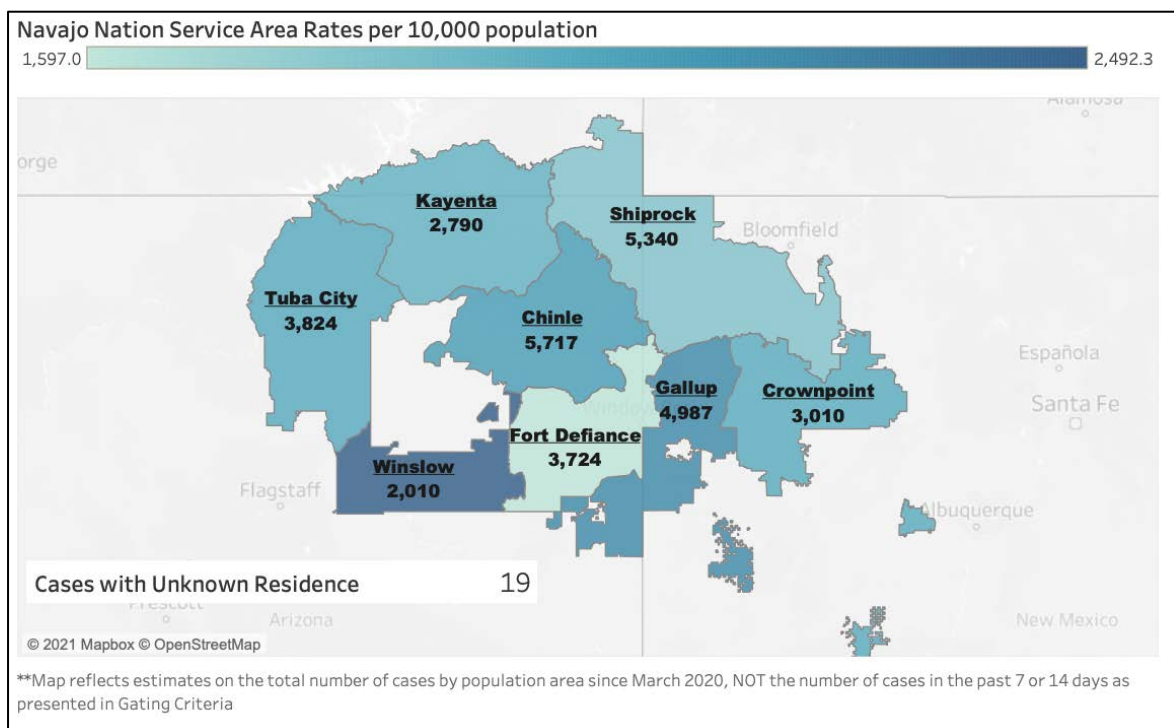 Navajo Nation Service Area Rates per 10,000 population
1,597.0
2,492.3
Alamosa
orge
Kayenta
2,790
Shiprock
5,340
Bloomfield
Tuba City
3,824
Chinle
5,717
Española
Gallup
4,987
Crownpoint
3,010
Santa Fe
Window
Fort Defiance
3,724
Winslow
2,010
Flagstaff
Albuquerque
Cases with Unknown Residence 19
Prescott
Arizona
New Mexico
© 2021 Mapbox © OpenStreetMap
**Map reflects estimates on the total number of cases by population area since March 2020, NOT the number of cases in the past 7 or 14 days as
presented in Gating Criteria